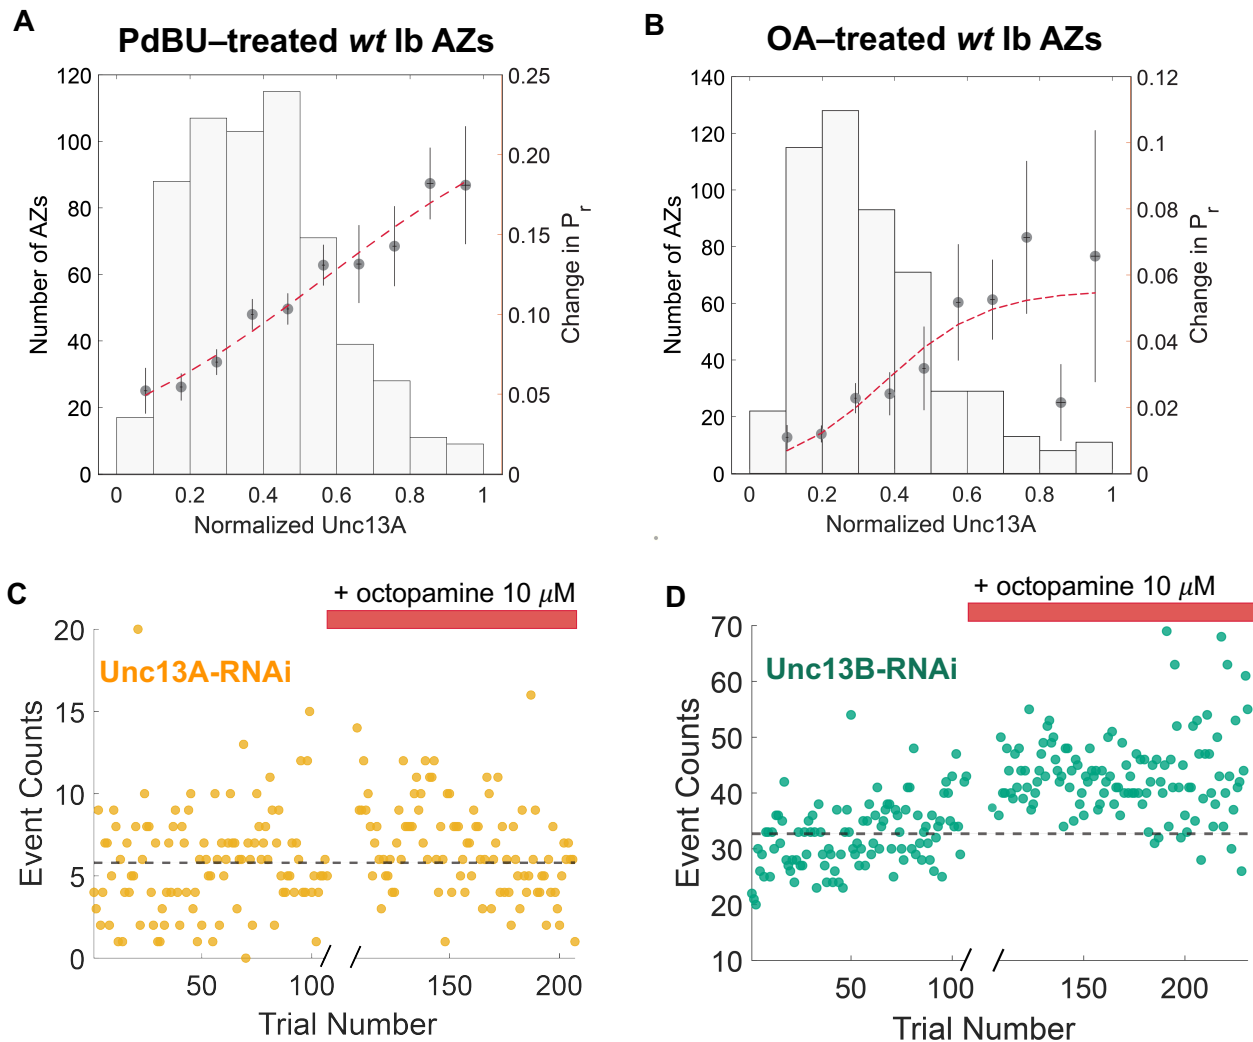 A
PdBU–treated wt Ib AZs
120
100
80
60
40
20
0
Number of AZs
0.25
0.20
0.15
0.10
0.05
0
Change in Pr
0 0.2 0.4 0.6 0.8 1
Normalized Unc13A
B
OA–treated wt Ib AZs
140
120
100
80
60
40
20
0
Number of AZs
0.12
0.1
0.08
0.06
0.04
0.02
0
Change in Pr
0 0.2 0.4 0.6 0.8 1
Normalized Unc13A
C
+ octopamine 10 μM
Unc13A-RNAi
20
15
10
5
0
Event Counts
50 100 150 200
Trial Number
D
+ octopamine 10 μM
Unc13B-RNAi
70
60
50
40
30
20
10
Event Counts
50 100 150 200
Trial Number